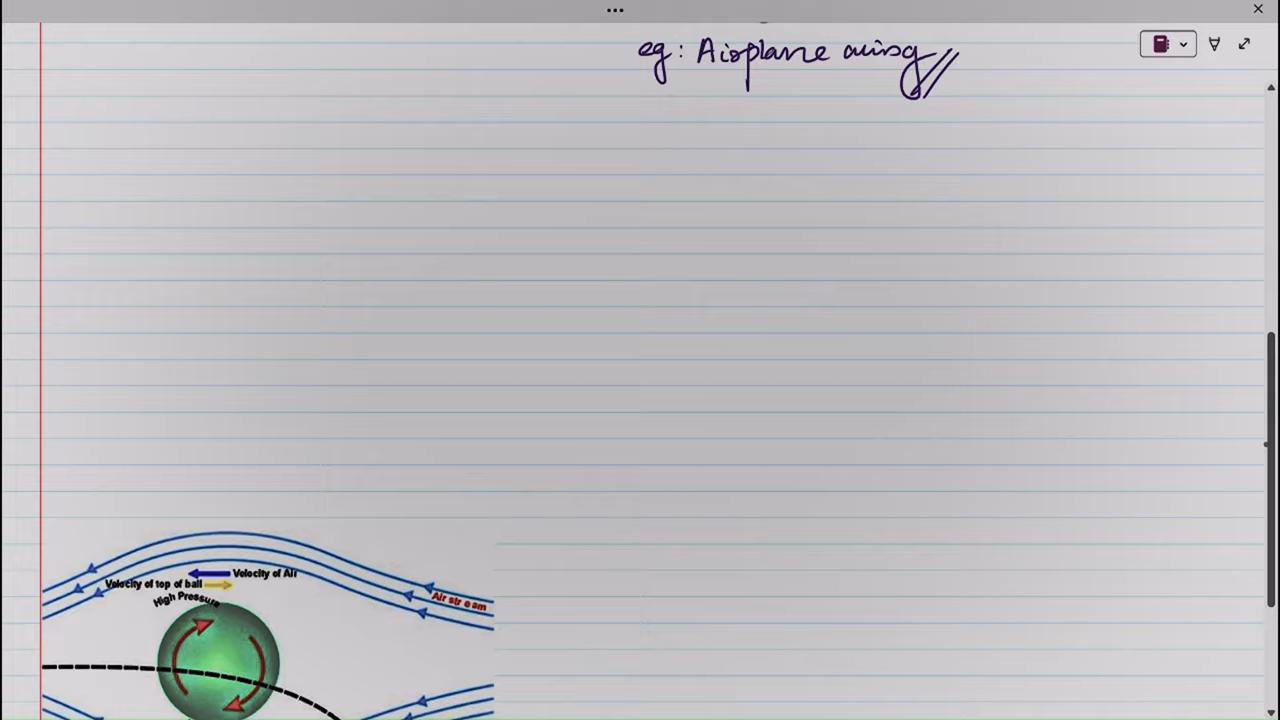 eg: Airplane wing
Velocity of Air
Velocity of top of ball
High Pressure
Air stream